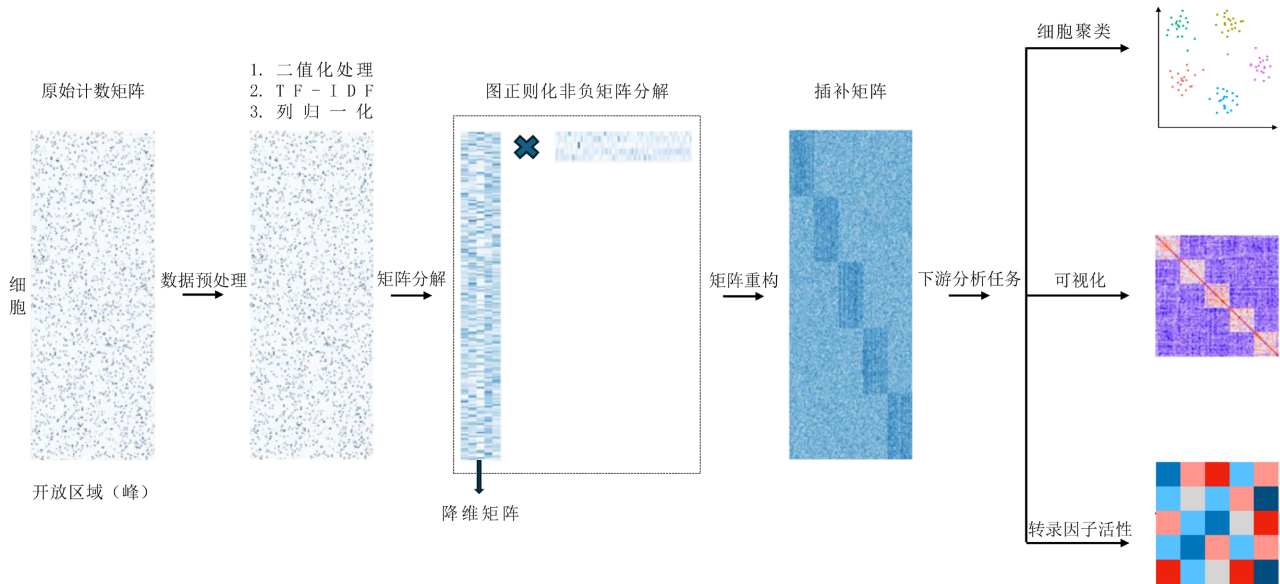 原始计数矩阵
细
胞
开放区域（峰）
数据预处理
1. 二值化处理
2. TF-IDF
3. 列归一化
矩阵分解
图正则化非负矩阵分解
降维矩阵
矩阵重构
插补矩阵
下游分析任务
细胞聚类
可视化
转录因子活性